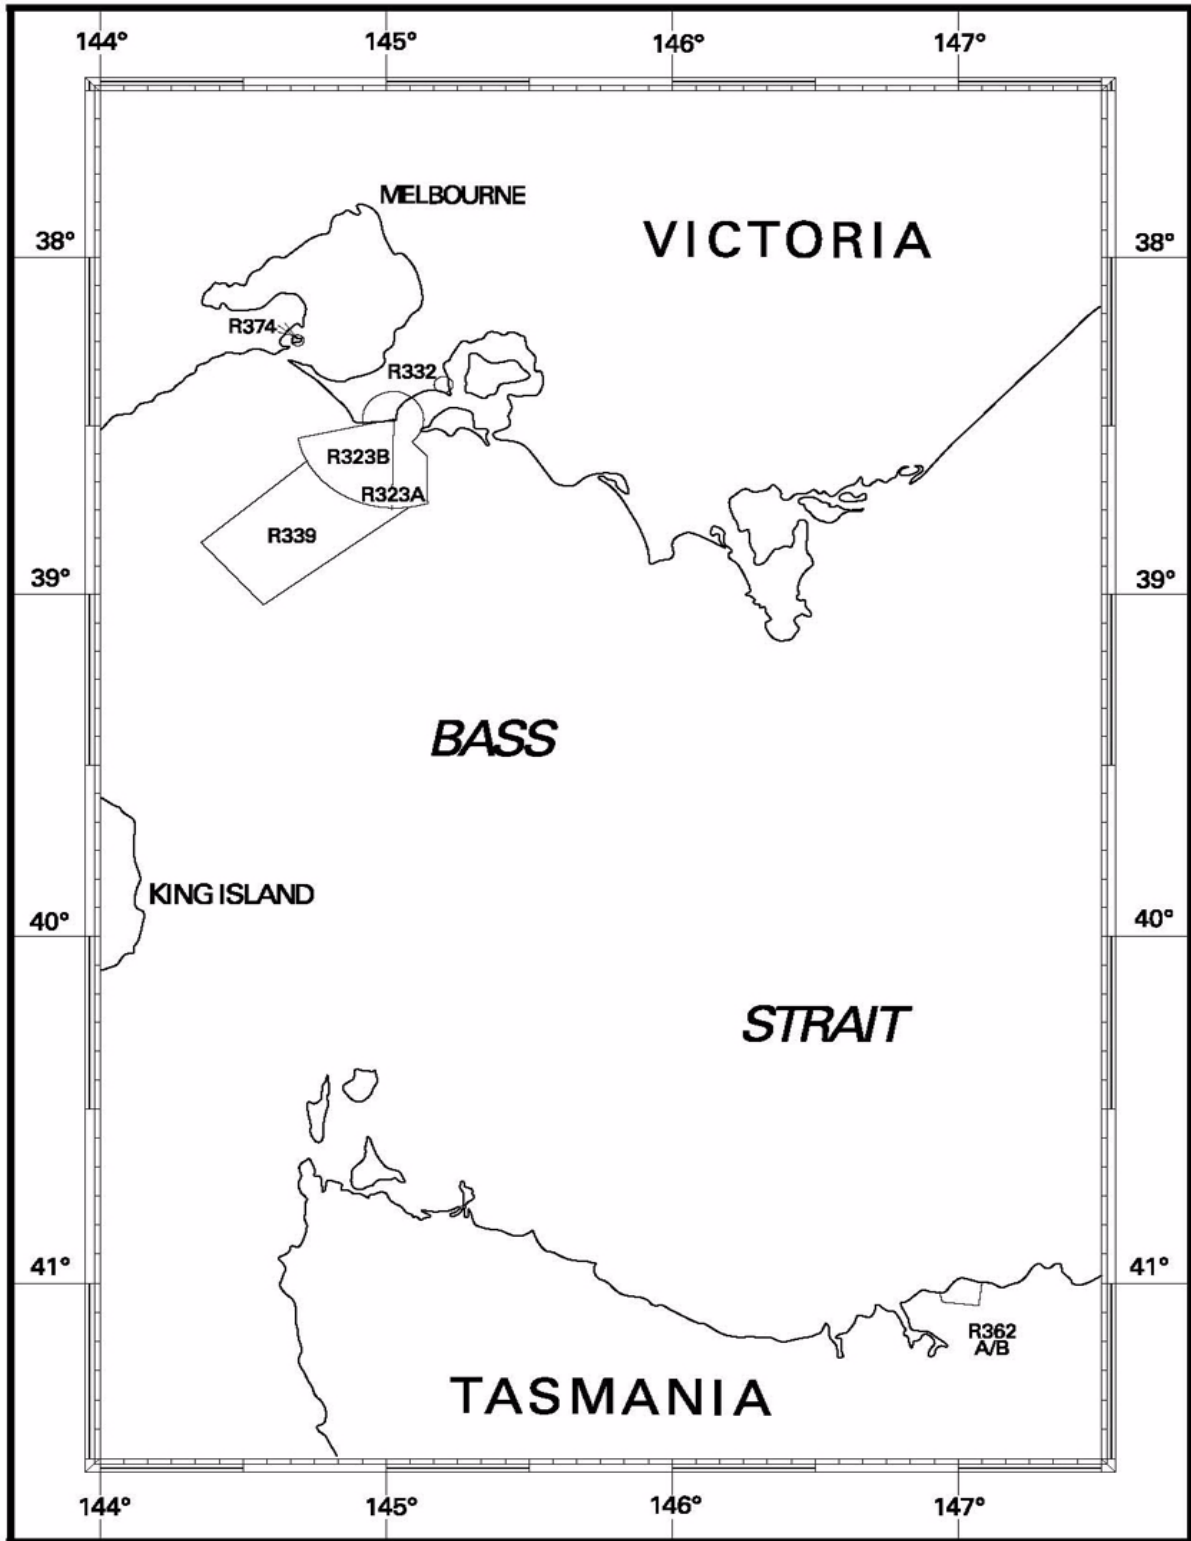 144° 145° 146° 147°
MELBOURNE
VICTORIA
38° 38°
R374
R332
R323B
R323A
R339
39° 39°
BASS
KING ISLAND
40° 40°
STRAIT
41° 41°
R362
A/B
TASMANIA
144° 145° 146° 147°